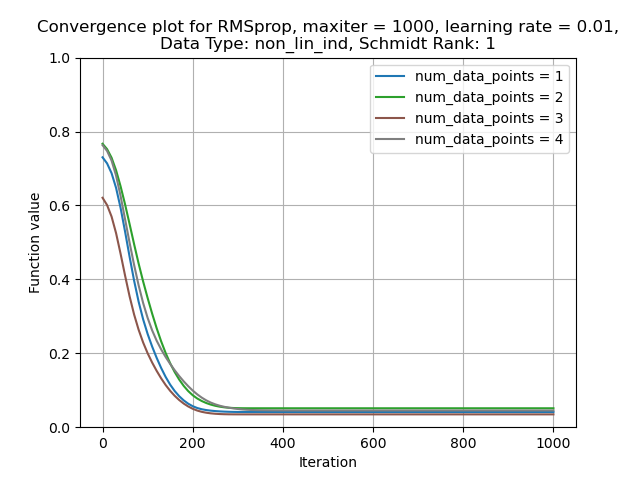 Convergence plot for RMSprop, maxiter = 1000, learning rate = 0.01,
Data Type: non_lin_ind, Schmidt Rank: 1
num_data_points = 1
num_data_points = 2
num_data_points = 3
num_data_points = 4
Function value
1.0
0.8
0.6
0.4
0.2
0.0
0 200 400 600 800 1000
Iteration